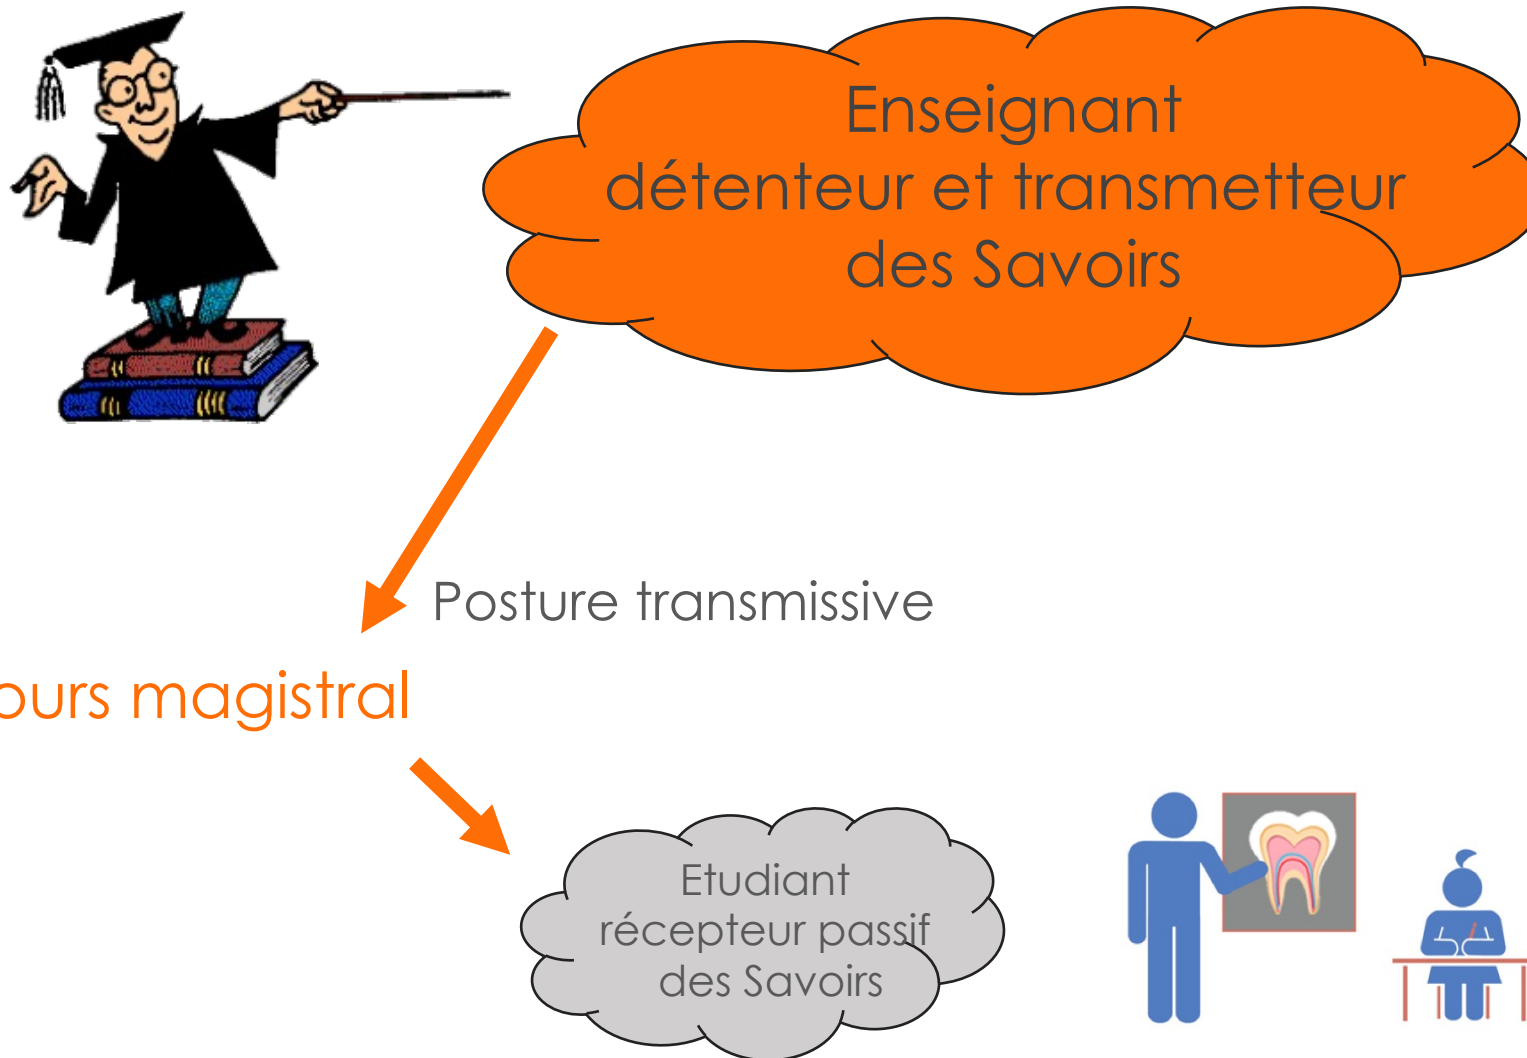 Enseignant
détenteur et transmetteur
des Savoirs
Posture transmissive
ours magistral
Etudiant
récepteur passif
des Savoirs